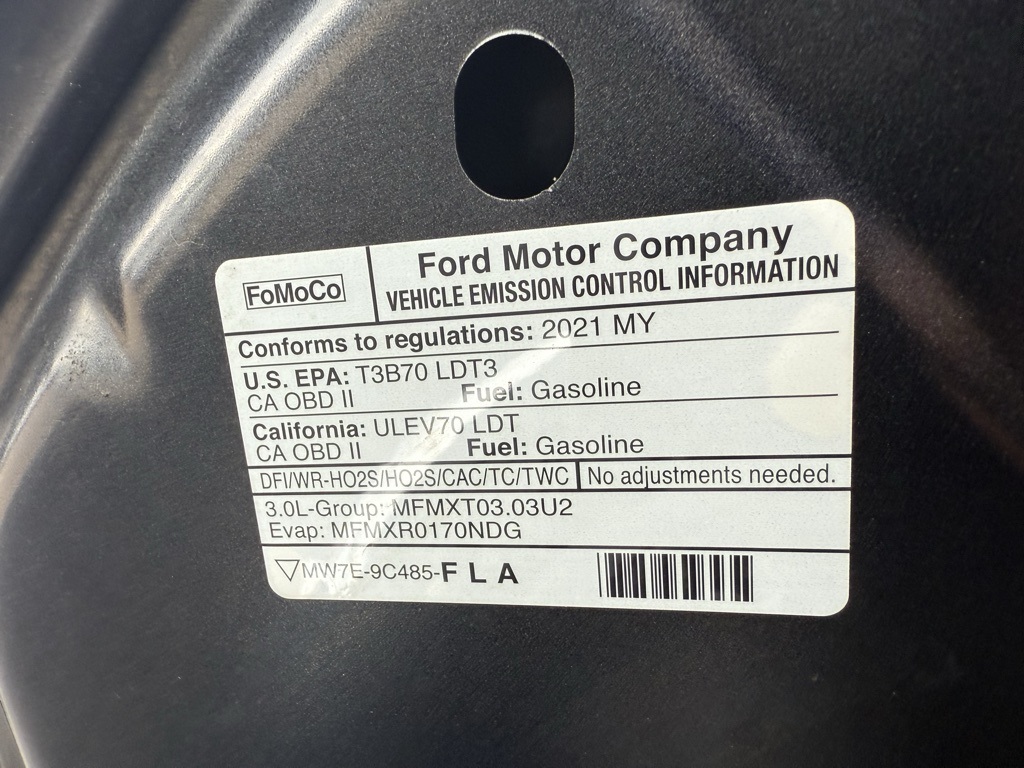 FoMoCo
Ford Motor Company
VEHICLE EMISSION CONTROL INFORMATION
Conforms to regulations: 2021 MY
U.S. EPA: T3B70 LDT3
CA OBD II Fuel: Gasoline
California: ULEV70 LDT
CA OBD II Fuel: Gasoline
DFI/WR-HO2S/HO2S/CAC/TC/TWC No adjustments needed.
3.0L-Group: MFMXT03.03U2
Evap: MFMXR0170NDG
MW7E-9C485-F L A